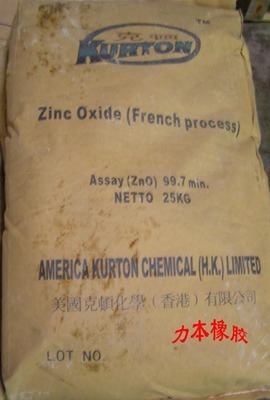 克頓
™
KURTON
Zinc Oxide (French process)
Assay (ZnO) 99.7 min.
NETTO 25KG
AMERICA KURTON CHEMICAL (H.K.) LIMITED
美國克頓化學（香港）有限公司
力本橡胶
LOT NO.